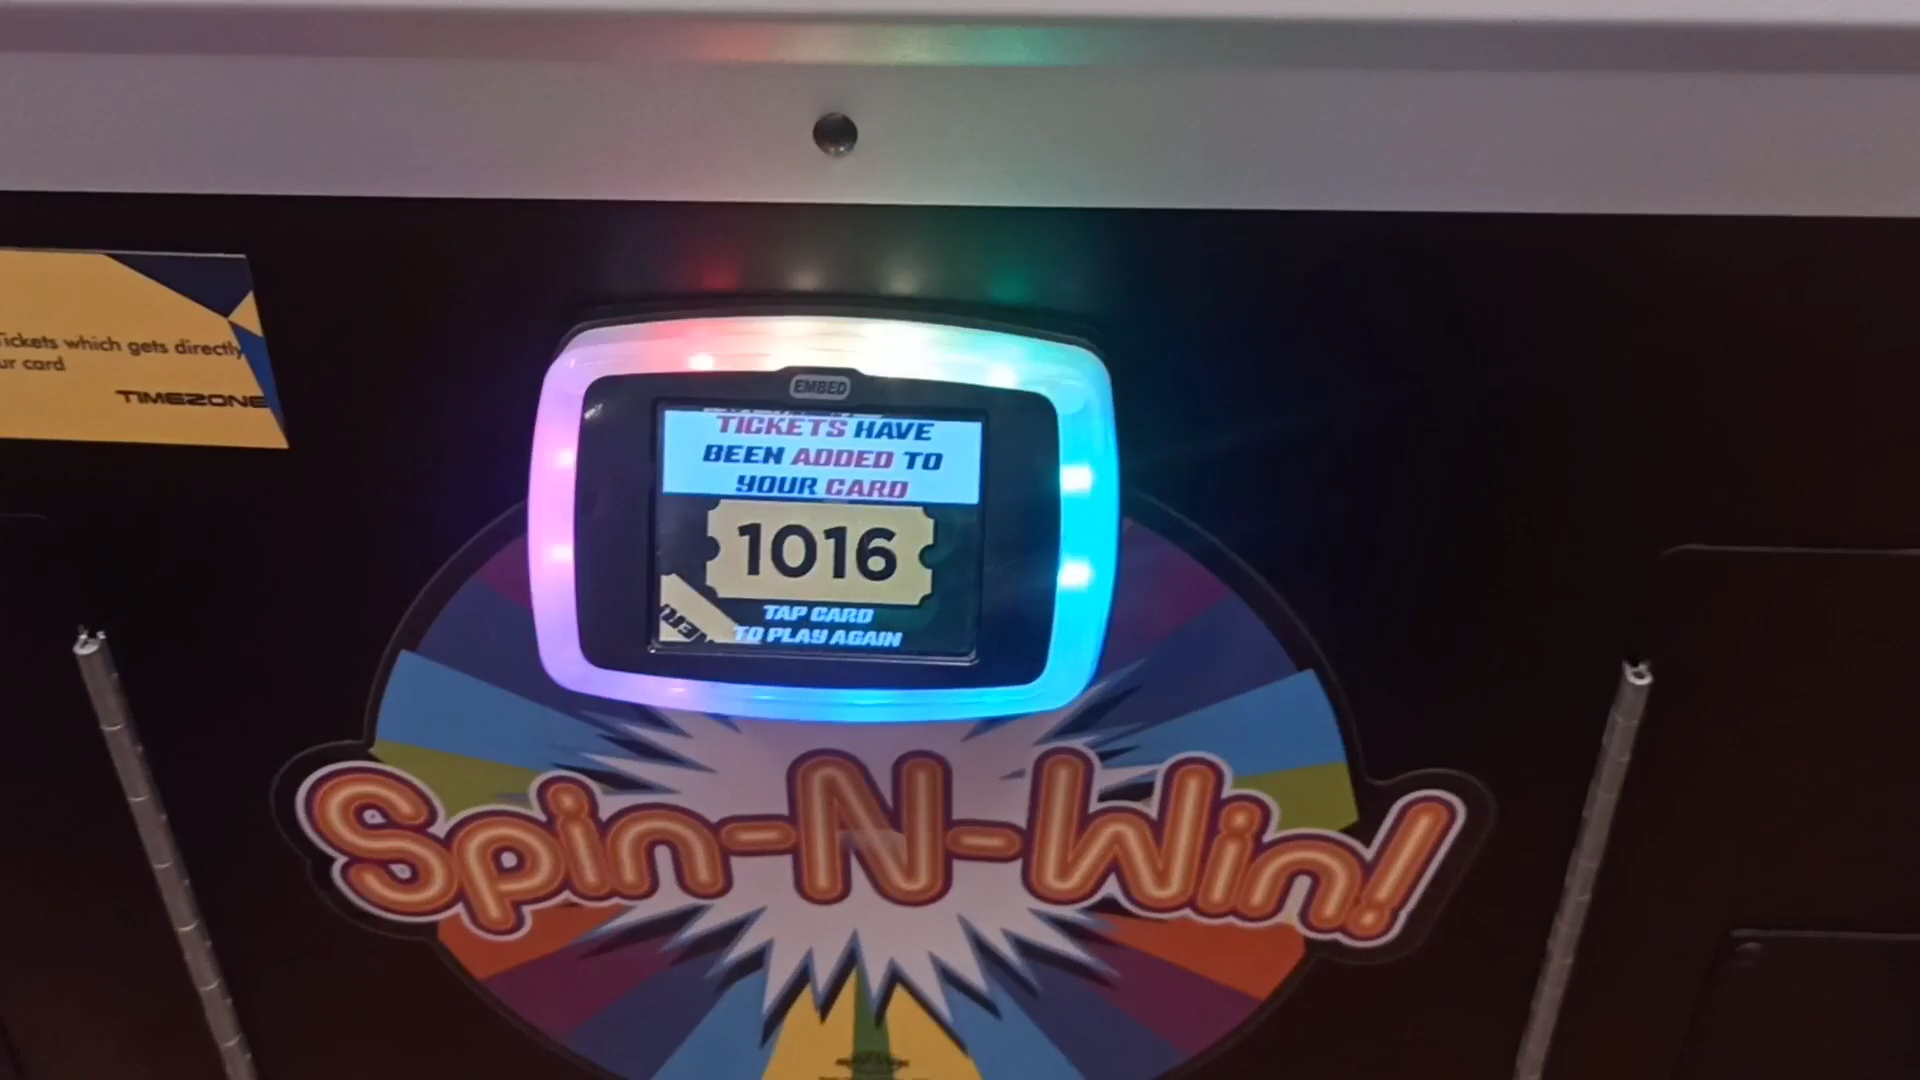 Tickets which gets directly
ur card
TIMEZONE
EMBED
TICKETS HAVE
BEEN ADDED TO
YOUR CARD
1016
TAP CARD
TO PLAY AGAIN
Spin-N-Win!